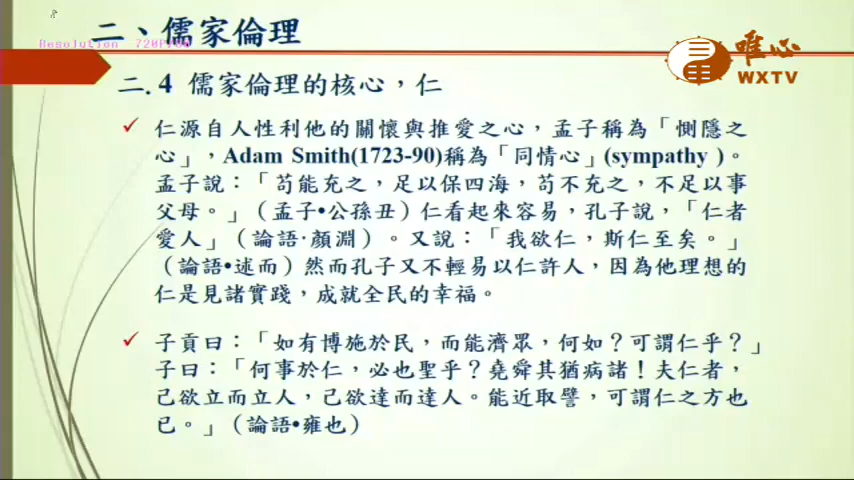 二、儒家倫理
Resolution 720P/60
唯心
WXTV
二. 4 儒家倫理的核心，仁
仁源自人性利他的關懷與推愛之心，孟子稱為「惻隱之
心」，Adam Smith(1723-90)稱為「同情心」(sympathy )。
孟子說：「苟能充之，足以保四海，苟不充之，不足以事
父母。」（孟子•公孫丑）仁看起來容易，孔子說，「仁者
愛人」（論語·顏淵）。又說：「我欲仁，斯仁至矣。」
（論語•述而）然而孔子又不輕易以仁許人，因為他理想的
仁是見諸實踐，成就全民的幸福。
子貢曰：「如有博施於民，而能濟眾，何如？可謂仁乎？」
子曰：「何事於仁，必也聖乎？堯舜其猶病諸！夫仁者，
己欲立而立人，己欲達而達人。能近取譬，可謂仁之方也
已。」（論語•雍也）